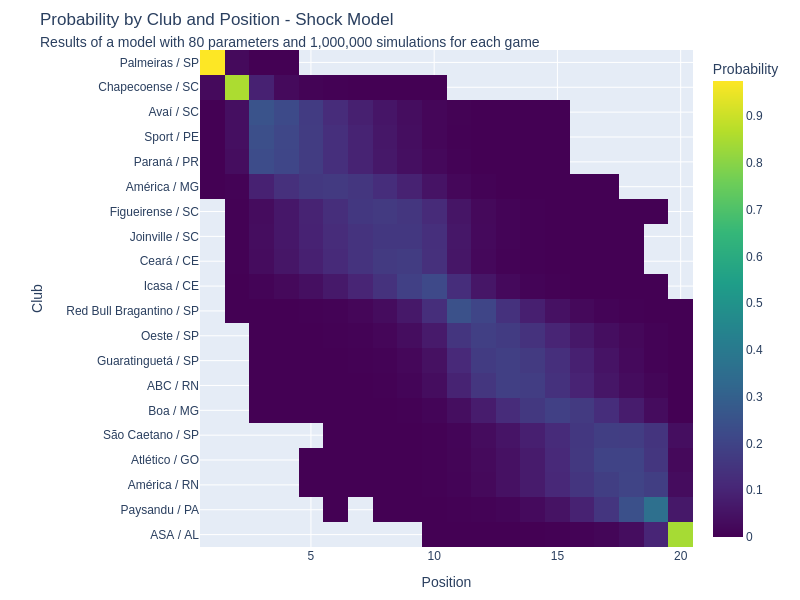 Probability by Club and Position - Shock Model
Results of a model with 80 parameters and 1,000,000 simulations for each game
Probability
Club
Palmeiras / SP
Chapecoense / SC
Avaí / SC
Sport / PE
Paraná / PR
América / MG
Figueirense / SC
Joinville / SC
Ceará / CE
Icasa / CE
Red Bull Bragantino / SP
Oeste / SP
Guaratinguetá / SP
ABC / RN
Boa / MG
São Caetano / SP
Atlético / GO
América / RN
Paysandu / PA
ASA / AL
0.9
0.8
0.7
0.6
0.5
0.4
0.3
0.2
0.1
0
5
10
15
20
Position